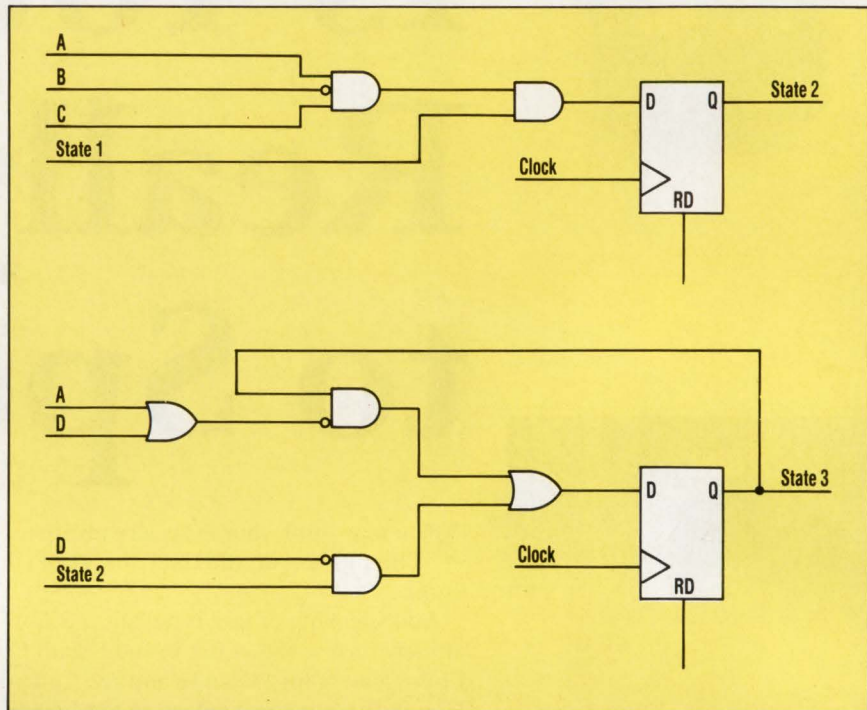 A
B
C
State 1
D Q
State 2
Clock
RD
A
D
D
State 2
D Q
State 3
Clock
RD